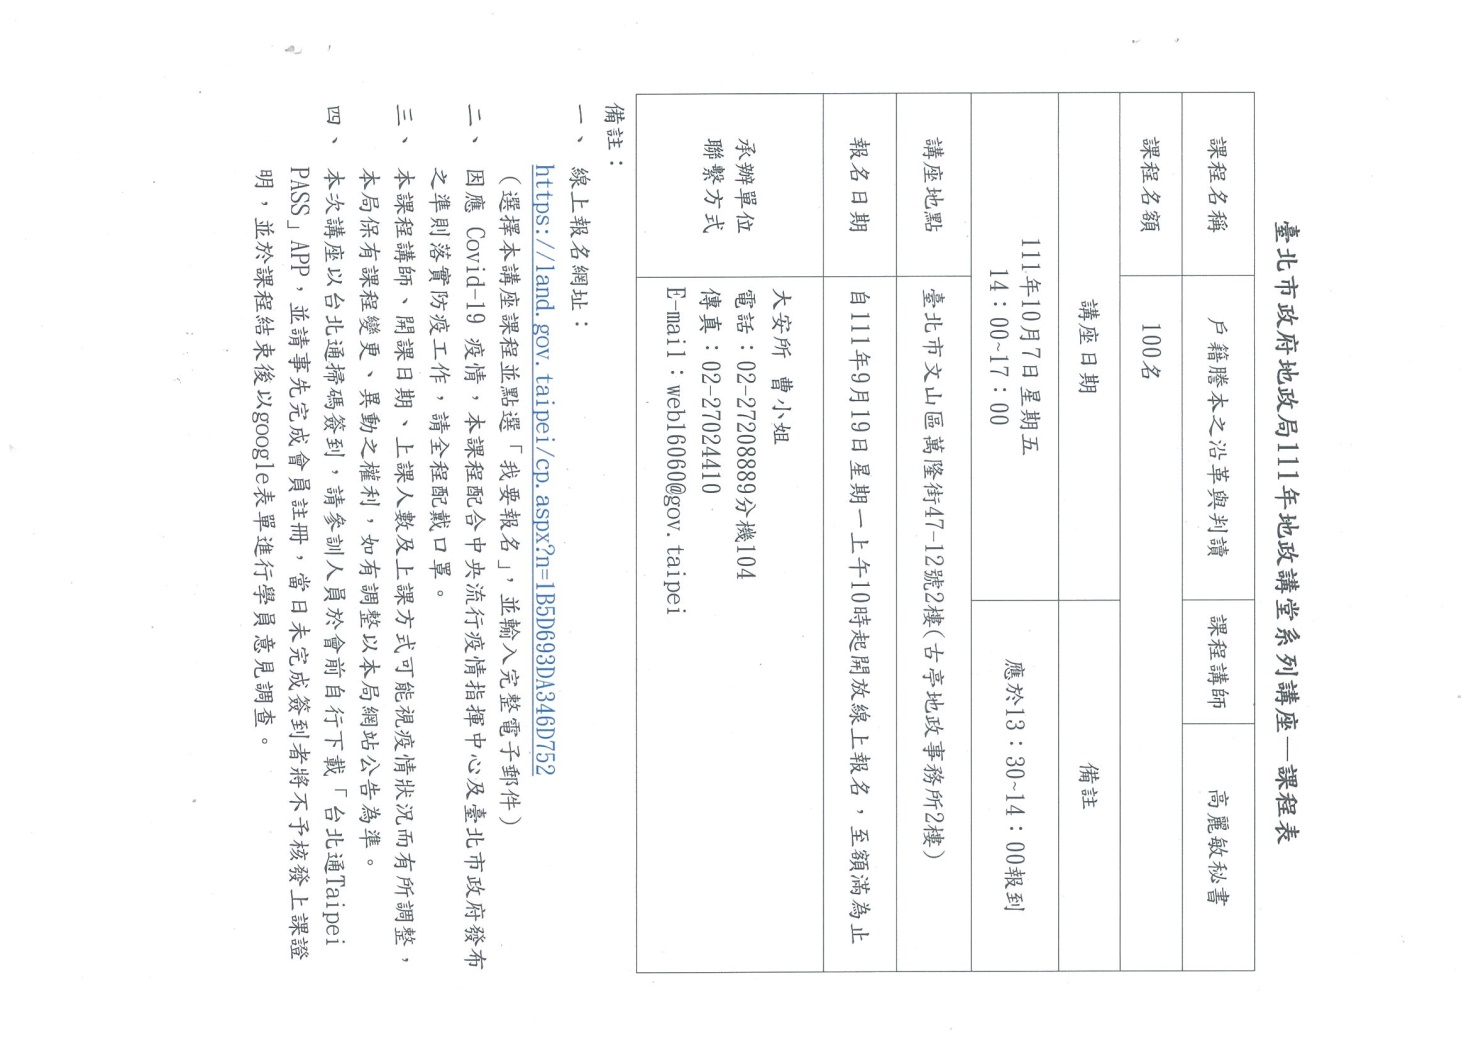 臺北市政府地政局111年地政講堂系列講座—課程表
課程名稱 戶籍謄本之沿革與判讀 課程講師 高麗敏秘書
課程名額 100名
講座日期 備註
111年10月7日星期五
14：00~17：00
應於13：30~14：00報到
講座地點 臺北市文山區萬隆街47-12號2樓(古亭地政事務所2樓)
報名日期 自111年9月19日星期一上午10時起開放線上報名，至額滿為止
承辦單位
聯繫方式
大安所 曹小姐
電話：02-27208889分機104
傳真：02-27024410
E-mail：web16060@gov.taipei
備註：
一、 線上報名網址：
https://land.gov.taipei/cp.aspx?n=1B5D693DA346D752
（選擇本講座課程並點選「我要報名」，並輸入完整電子郵件）
二、 因應 Covid-19 疫情，本課程配合中央流行疫情指揮中心及臺北市政府發布
之準則落實防疫工作，請全程配戴口罩。
三、 本課程講師、開課日期、上課人數及上課方式可能視疫情狀況而有所調整，
本局保有課程變更、異動之權利，如有調整以本局網站公告為準。
四、 本次講座以台北通掃碼簽到，請參訓人員於會前自行下載「台北通Taipei
PASS」APP，並請事先完成會員註冊，當日未完成簽到者將不予核發上課證
明，並於課程結束後以google表單進行學員意見調查。